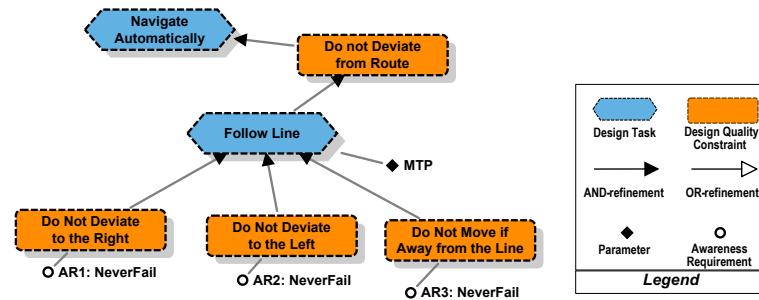 Navigate
Automatically
Do not Deviate
from Route
Follow Line
MTP
Do Not Deviate
to the Right
Do Not Deviate
to the Left
Do Not Move if
Away from the Line
AR1: NeverFail
AR2: NeverFail
AR3: NeverFail
Design Task
Design Quality
Constraint
AND-refinement
OR-refinement
Parameter
Awareness
Requirement
Legend